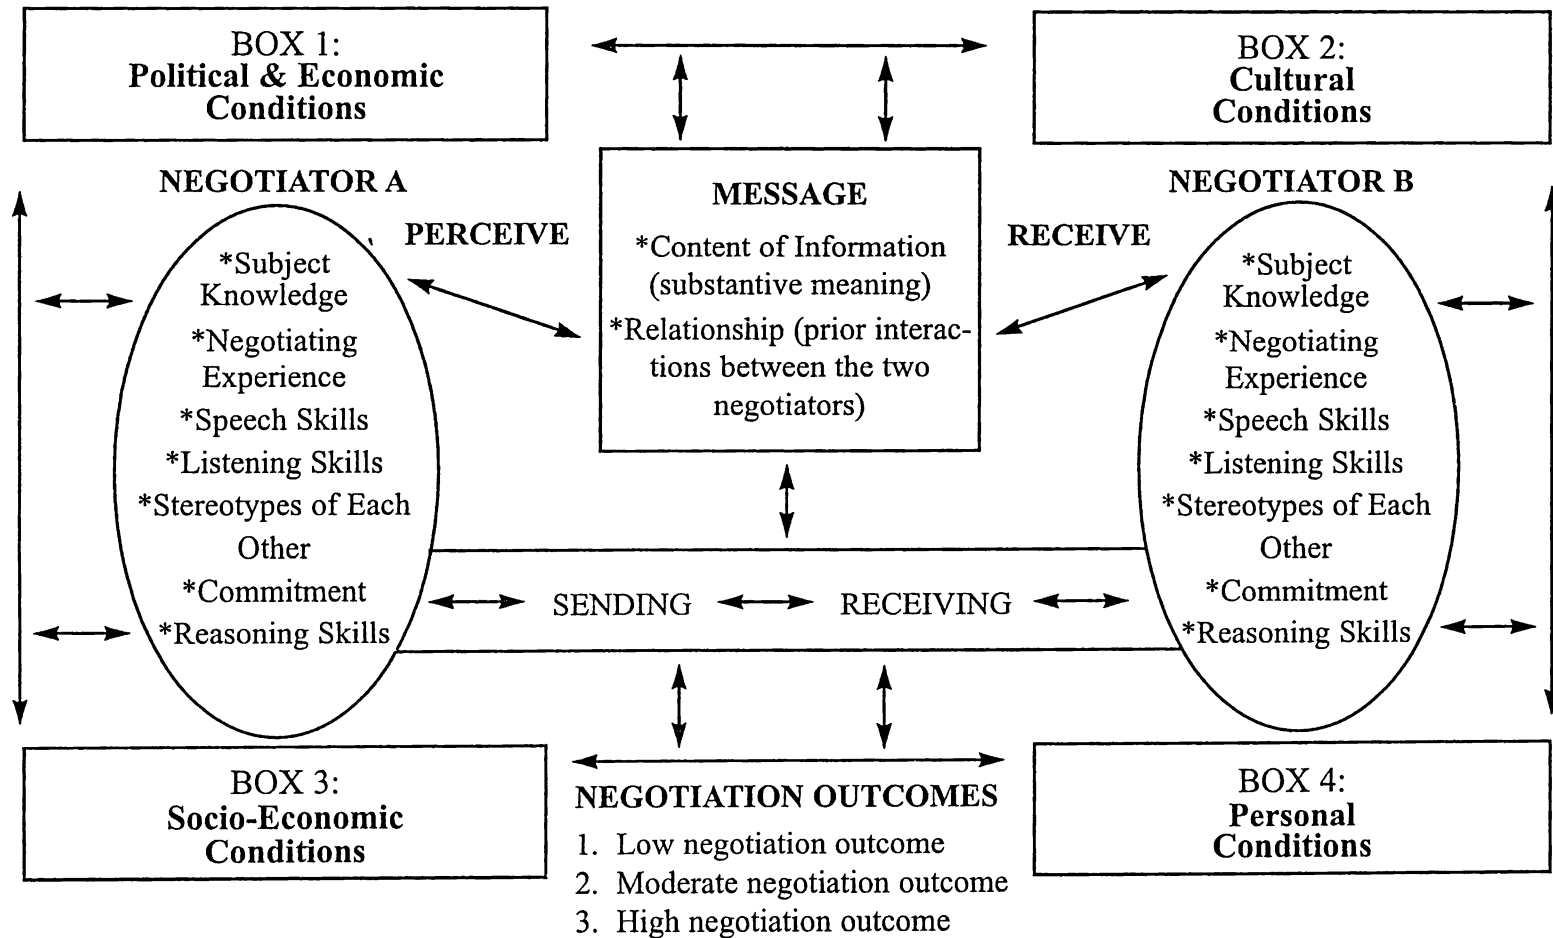 BOX 1:
Political & Economic
Conditions
BOX 2:
Cultural
Conditions
NEGOTIATOR A
*Subject
Knowledge
*Negotiating
Experience
*Speech Skills
*Listening Skills
*Stereotypes of Each
Other
*Commitment
*Reasoning Skills
PERCEIVE
MESSAGE
*Content of Information
(substantive meaning)
*Relationship (prior interac-
tions between the two
negotiators)
RECEIVE
NEGOTIATOR B
*Subject
Knowledge
*Negotiating
Experience
*Speech Skills
*Listening Skills
*Stereotypes of Each
Other
*Commitment
*Reasoning Skills
SENDING
RECEIVING
BOX 3:
Socio-Economic
Conditions
NEGOTIATION OUTCOMES
1. Low negotiation outcome
2. Moderate negotiation outcome
3. High negotiation outcome
BOX 4:
Personal
Conditions